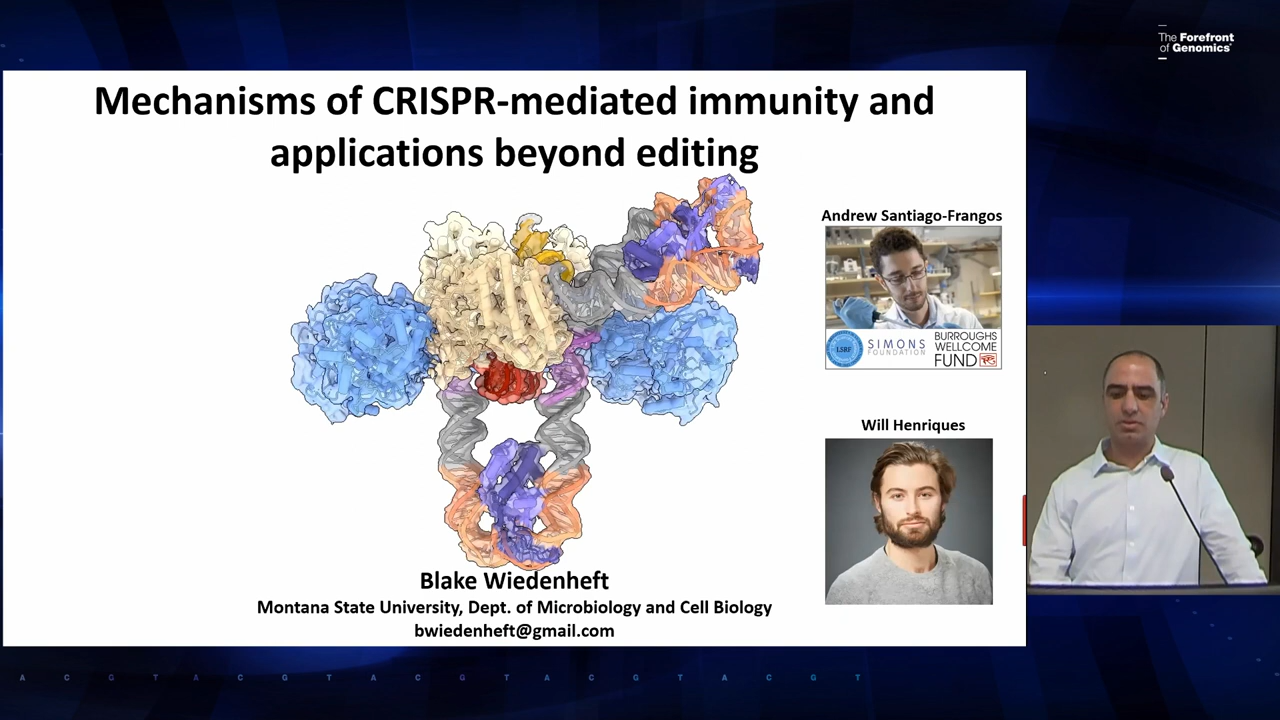 The Forefront
of Genomics®
Mechanisms of CRISPR-mediated immunity and
applications beyond editing
Andrew Santiago-Frangos
LSRF
SIMONS
FOUNDATION
BURROUGHS
WELLCOME
FUND
Will Henriques
Blake Wiedenheft
Montana State University, Dept. of Microbiology and Cell Biology
bwiedenheft@gmail.com
A C G T A C G T A C G T A C G T A C G T